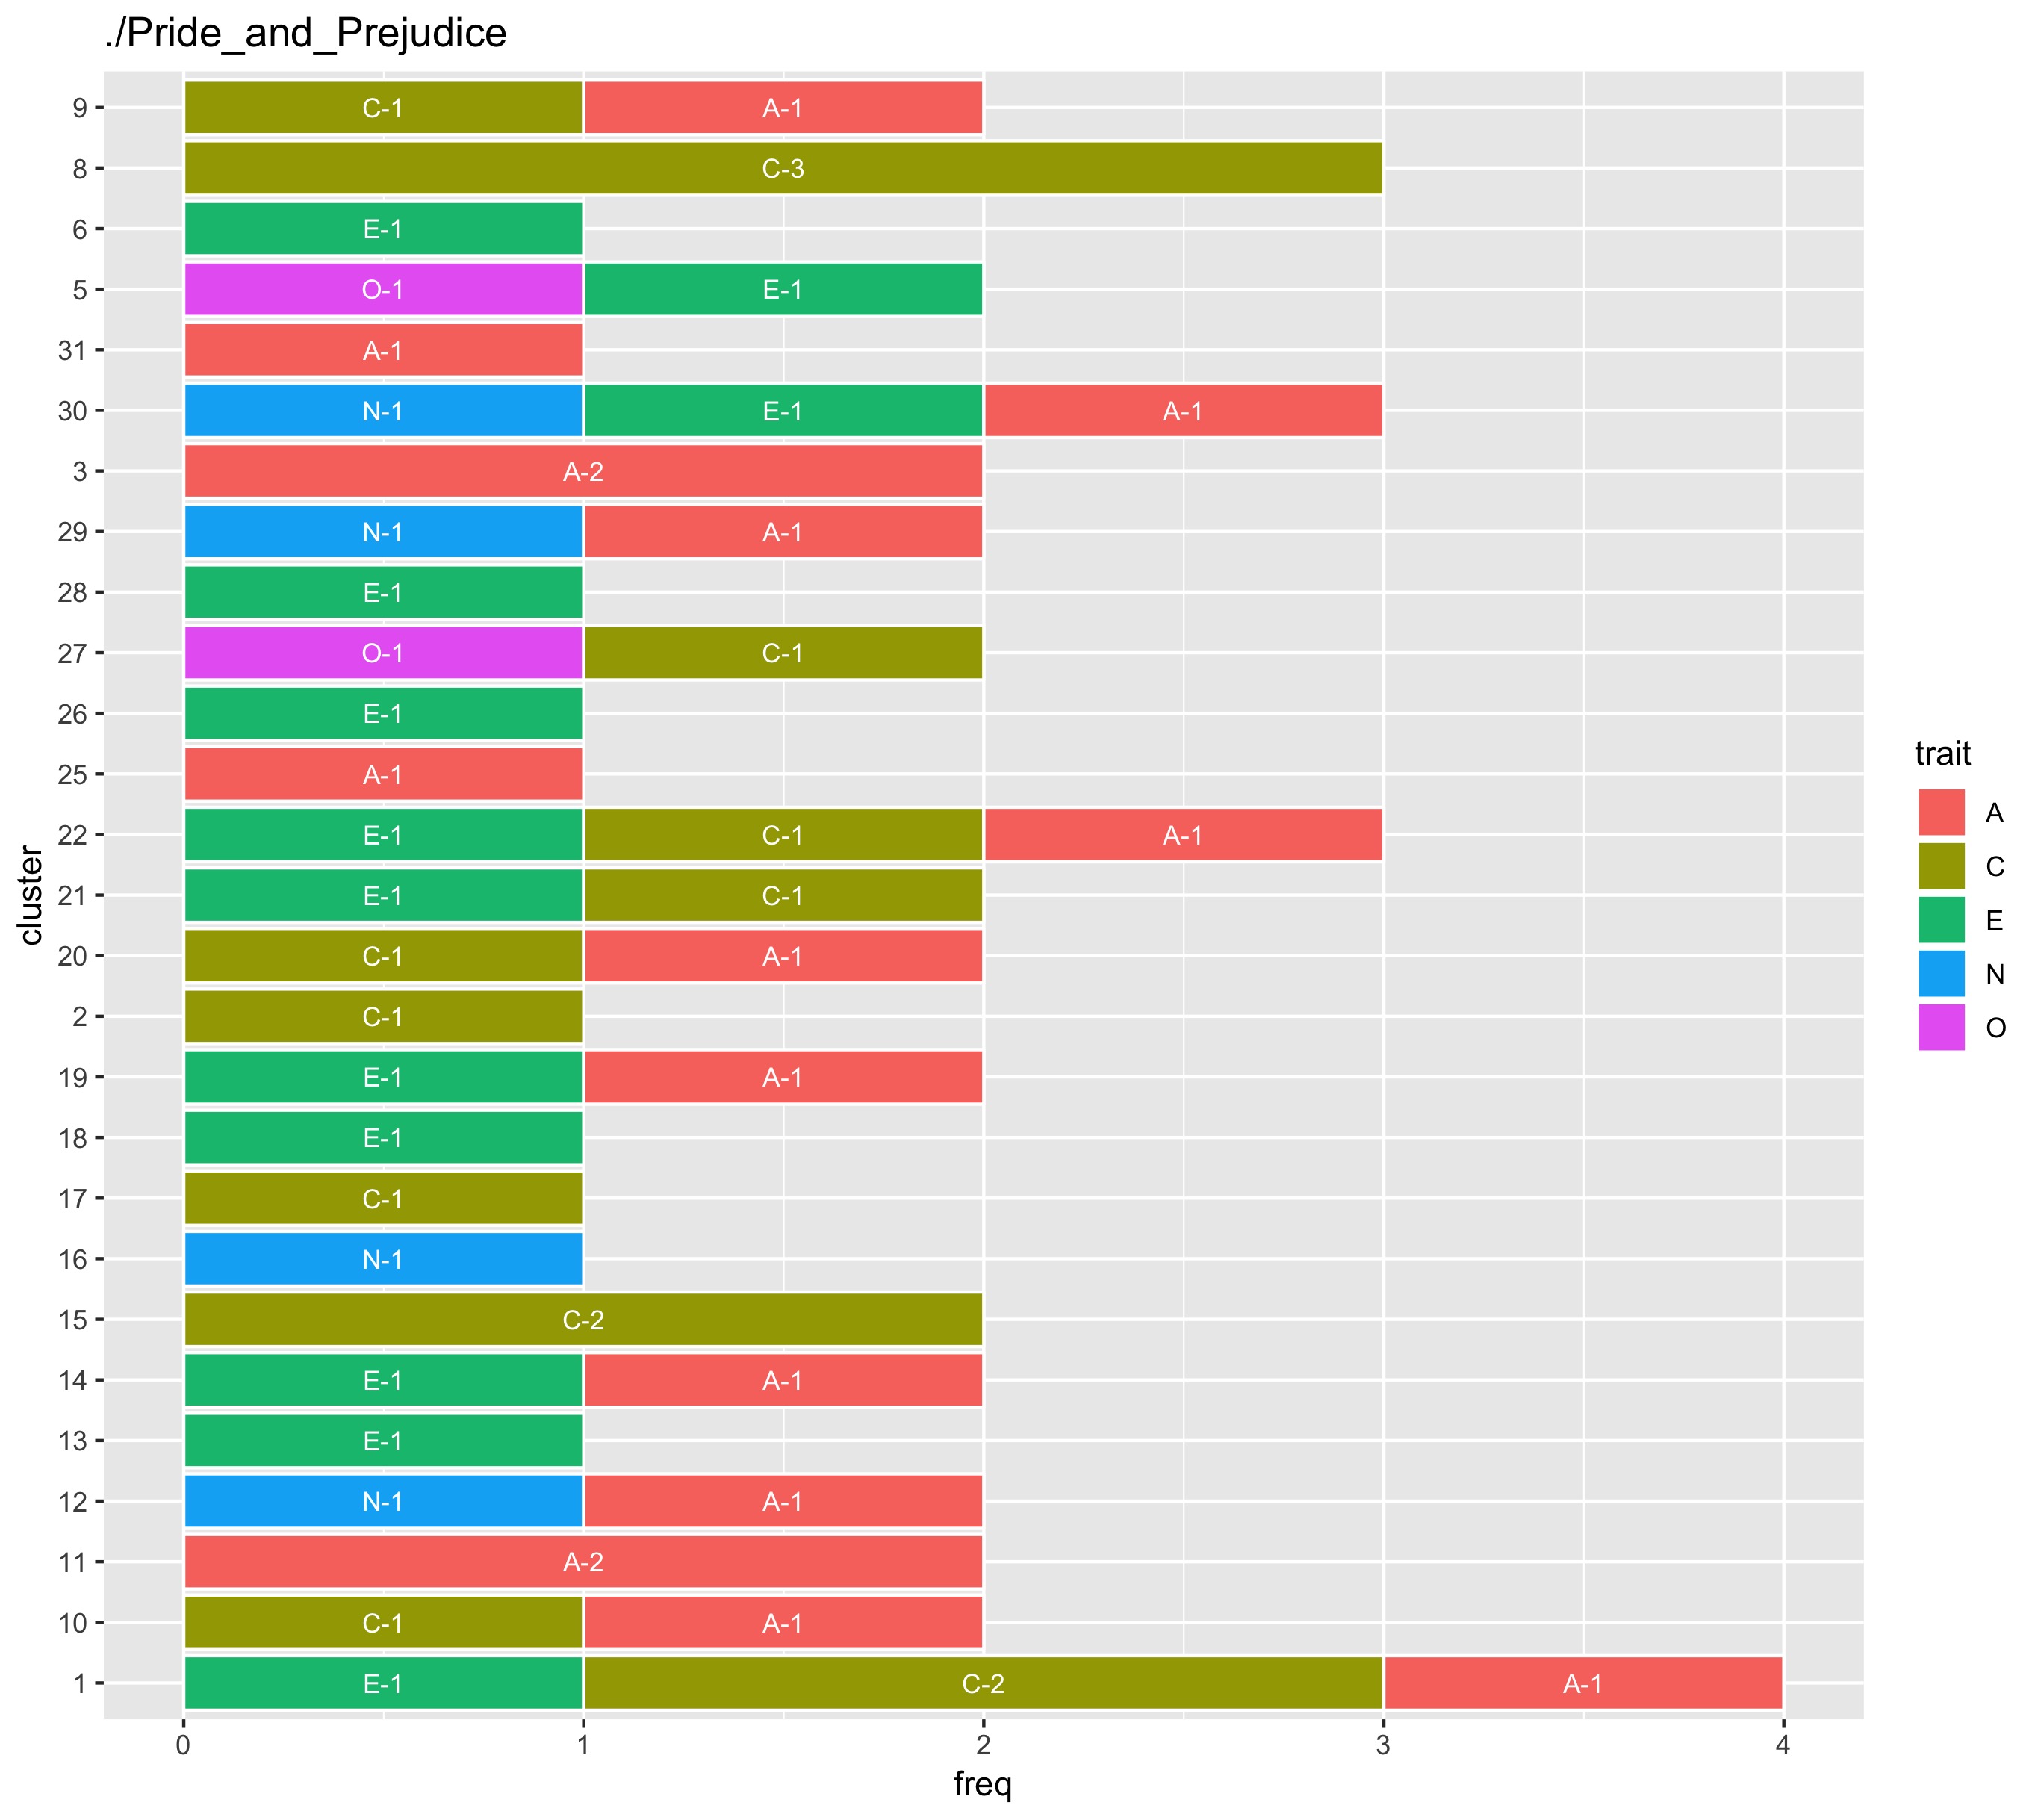 ./Pride_and_Prejudice
9 C-1 A-1
8 C-3
6 E-1
5 O-1 E-1
31 A-1
30 N-1 E-1 A-1
3 A-2
29 N-1 A-1
28 E-1
27 O-1 C-1
26 E-1
25 A-1
22 E-1 C-1 A-1
21 E-1 C-1
20 C-1 A-1
2 C-1
19 E-1 A-1
18 E-1
17 C-1
16 N-1
15 C-2
14 E-1 A-1
13 E-1
12 N-1 A-1
11 A-2
10 C-1 A-1
1 E-1 C-2 A-1
0 1 2 3 4
freq
cluster
trait
A
C
E
N
O